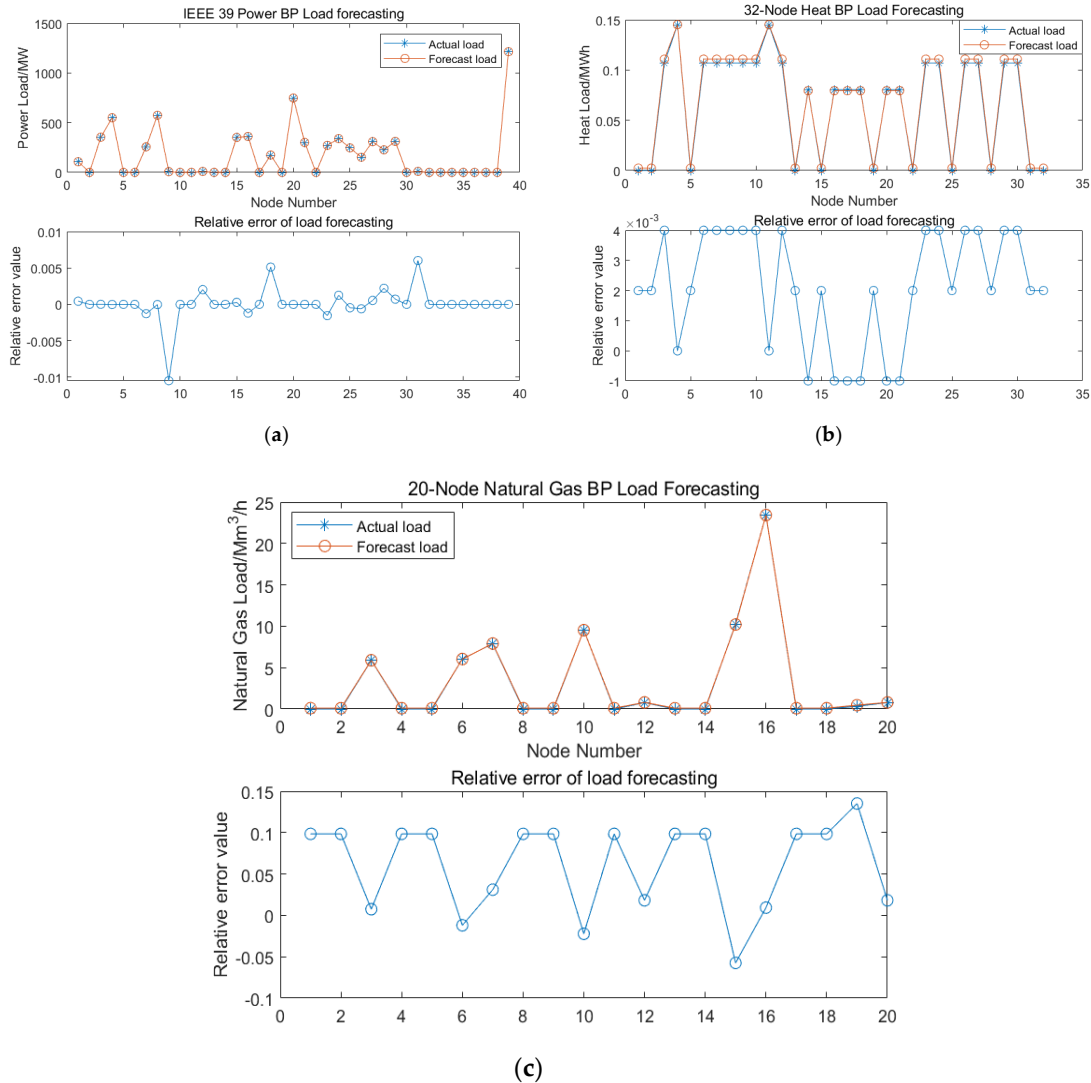 IEEE 39 Power BP Load forecasting
Power Load/MW
1500
1000
500
0
Actual load
Forecast load
0 5 10 15 20 25 30 35 40
Node Number
Relative error of load forecasting
Relative error value
0.01
0.005
0
-0.005
-0.01
0 5 10 15 20 25 30 35 40
(a)
32-Node Heat BP Load Forecasting
Heat Load/MWh
0.15
0.1
0.05
0
Actual load
Forecast load
0 5 10 15 20 25 30 35
Node Number
Relative error of load forecasting
×10⁻³
Relative error value
4
2
0
-1
0 5 10 15 20 25 30 35
(b)
20-Node Natural Gas BP Load Forecasting
Natural Gas Load/Mm³/h
25
20
15
10
5
0
Actual load
Forecast load
0 2 4 6 8 10 12 14 16 18 20
Node Number
Relative error of load forecasting
Relative error value
0.15
0.1
0.05
0
-0.05
-0.1
0 2 4 6 8 10 12 14 16 18 20
(c)